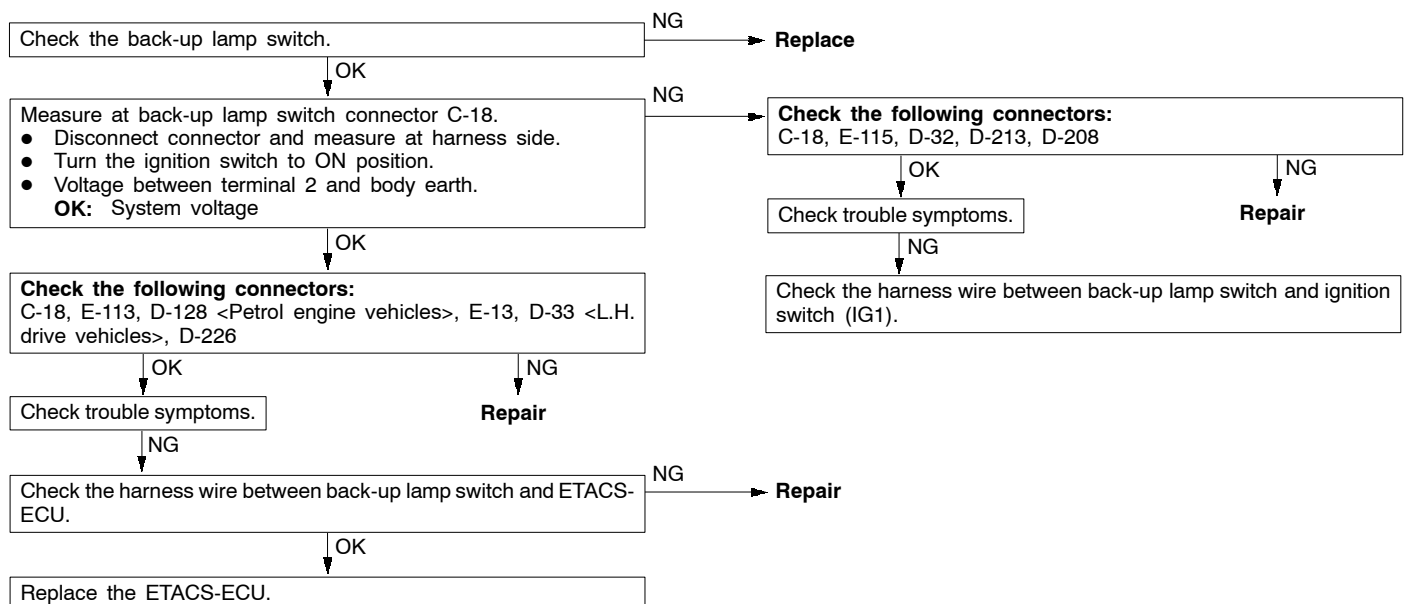 NG
Check the back-up lamp switch.
Replace
OK
Measure at back-up lamp switch connector C-18.
● Disconnect connector and measure at harness side.
● Turn the ignition switch to ON position.
● Voltage between terminal 2 and body earth.
OK: System voltage
NG
Check the following connectors:
C-18, E-115, D-32, D-213, D-208
OK
NG
Check trouble symptoms.
Repair
NG
Check the harness wire between back-up lamp switch and ignition
switch (IG1).
OK
Check the following connectors:
C-18, E-113, D-128 <Petrol engine vehicles>, E-13, D-33 <L.H.
drive vehicles>, D-226
OK
NG
Check trouble symptoms.
Repair
NG
Check the harness wire between back-up lamp switch and ETACS-
ECU.
NG
Repair
OK
Replace the ETACS-ECU.